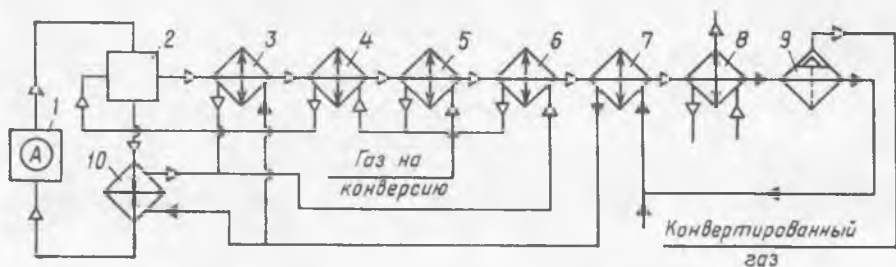 1
2
3
4
5
6
7
8
9
10
A
Газ на
конверсию
Конвертированный
газ